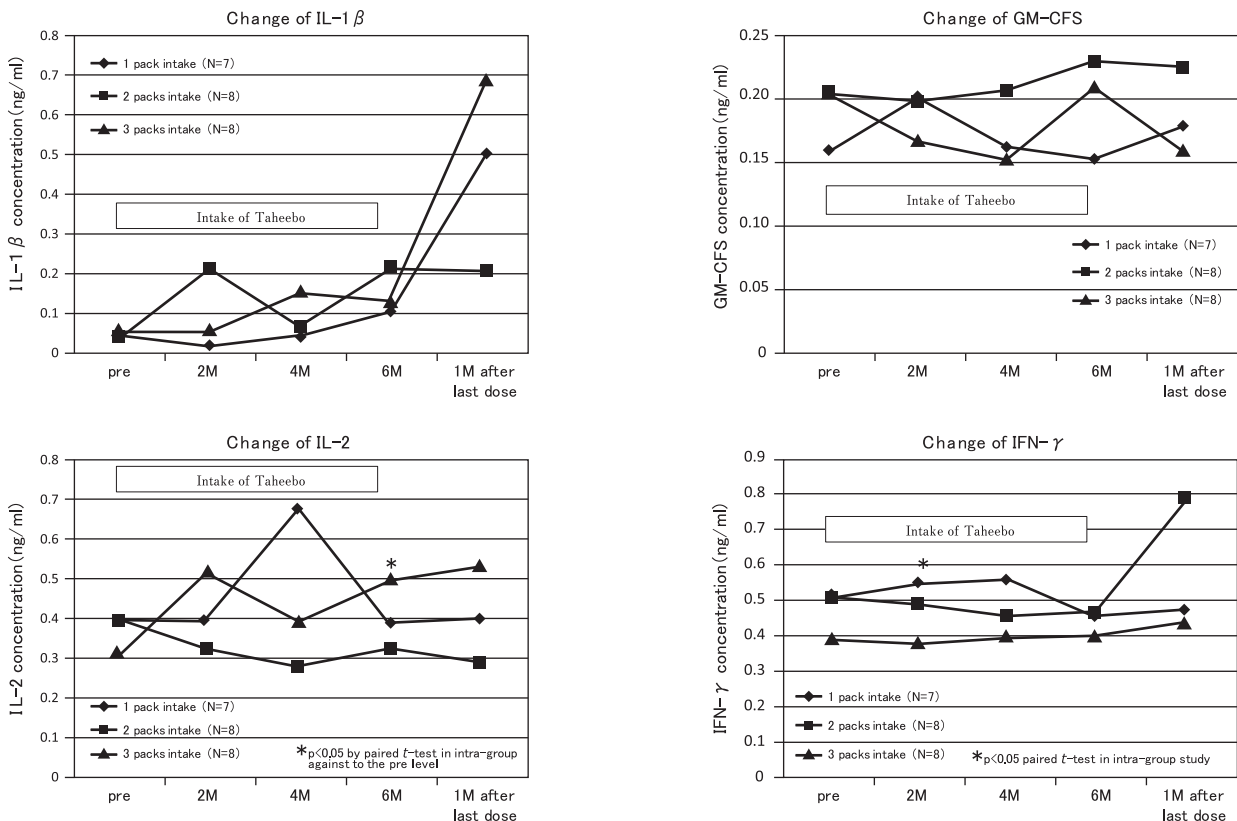 Change of IL-1β
IL-1β concentration(ng/ml)
0.8
0.7
0.6
0.5
0.4
0.3
0.2
0.1
0
1 pack intake (N=7)
2 packs intake (N=8)
3 packs intake (N=8)
Intake of Taheebo
pre 2M 4M 6M 1M after
last dose
Change of GM-CFS
GM-CFS concentration(ng/ml)
0.25
0.20
0.15
0.10
0.05
0
Intake of Taheebo
1 pack intake (N=7)
2 packs intake (N=8)
3 packs intake (N=8)
pre 2M 4M 6M 1M after
last dose
Change of IL-2
IL-2 concentration(ng/ml)
0.8
0.7
0.6
0.5
0.4
0.3
0.2
0.1
0
Intake of Taheebo
*
1 pack intake (N=7)
2 packs intake (N=8)
3 packs intake (N=8)
*p<0.05 by paired t-test in intra-group
against to the pre level
pre 2M 4M 6M 1M after
last dose
Change of IFN-γ
IFN-γ concentration(ng/ml)
0.9
0.8
0.7
0.6
0.5
0.4
0.3
0.2
0.1
0
Intake of Taheebo
*
1 pack intake (N=7)
2 packs intake (N=8)
3 packs intake (N=8)
*p<0.05 paired t-test in intra-group study
pre 2M 4M 6M 1M after
last dose